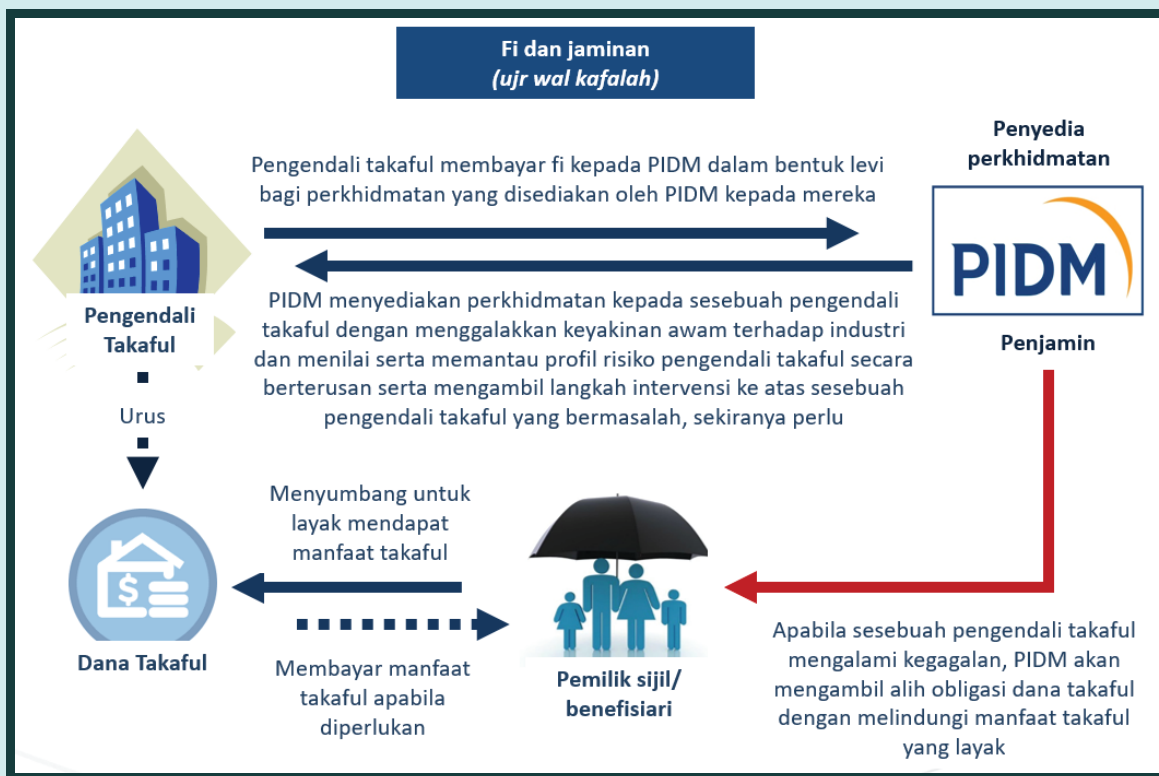 Fi dan jaminan
(ujr wal kafalah)
Penyedia
perkhidmatan
Pengendali takaful membayar fi kepada PIDM dalam bentuk levi
bagi perkhidmatan yang disediakan oleh PIDM kepada mereka
PIDM
Pengendali
Takaful
PIDM menyediakan perkhidmatan kepada sesebuah pengendali
takaful dengan menggalakkan keyakinan awam terhadap industri
dan menilai serta memantau profil risiko pengendali takaful secara
berterusan serta mengambil langkah intervensi ke atas sesebuah
pengendali takaful yang bermasalah, sekiranya perlu
Penjamin
Urus
Menyumbang untuk
layak mendapat
manfaat takaful
$
Dana Takaful
Membayar manfaat
takaful apabila
diperlukan
Pemilik sijil/
benefisiari
Apabila sesebuah pengendali takaful
mengalami kegagalan, PIDM akan
mengambil alih obligasi dana takaful
dengan melindungi manfaat takaful
yang layak